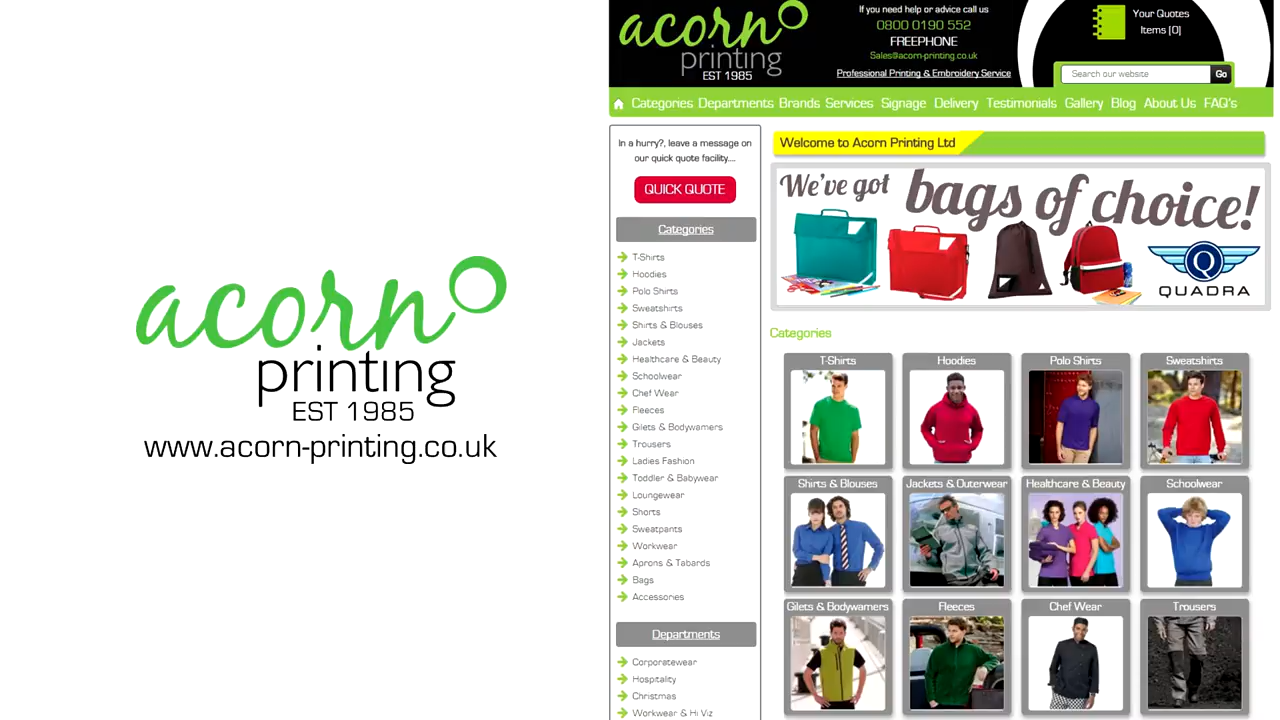 acorn
printing
EST 1985
www.acorn-printing.co.uk
acorn
printing
EST 1985
If you need help or advice call us
0800 0190 552
FREEPHONE
Sales@acorn-printing.co.uk
Professional Printing & Embroidery Service
Your Quotes
Items [0]
Search our website
Go
Categories Departments Brands Services Signage Delivery Testimonials Gallery Blog About Us FAQ's
In a hurry?, leave a message on
our quick quote facility....
QUICK QUOTE
Categories
T-Shirts
Hoodies
Polo Shirts
Sweatshirts
Shirts & Blouses
Jackets
Healthcare & Beauty
Schoolwear
Chef Wear
Fleeces
Gilets & Bodywarmers
Trousers
Ladies Fashion
Toddler & Babywear
Loungewear
Shorts
Sweatpants
Workwear
Aprons & Tabards
Bags
Accessories
Departments
Corporatewear
Hospitality
Christmas
Workwear & Hi Viz
Welcome to Acorn Printing Ltd
We've got bags of choice!
Q
QUADRA
Categories
T-Shirts
Hoodies
Polo Shirts
Sweatshirts
Shirts & Blouses
Jackets & Outerwear
Healthcare & Beauty
Schoolwear
Gilets & Bodywarmers
Fleeces
Chef Wear
Trousers